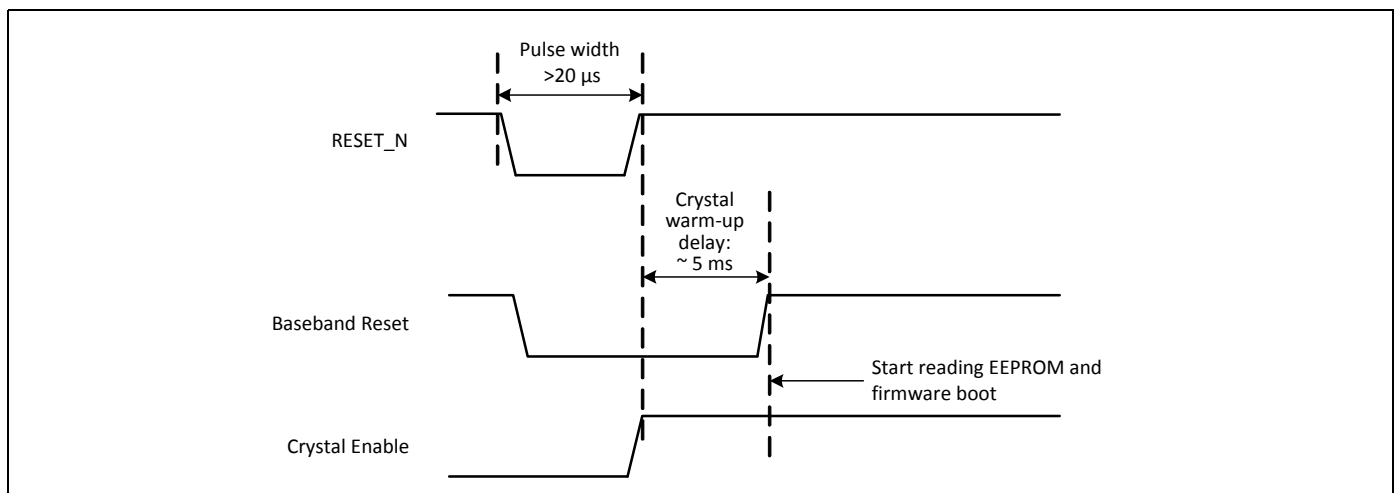 Pulse width
>20 µs
RESET_N
Crystal
warm-up
delay:
~ 5 ms
Baseband Reset
Start reading EEPROM and
firmware boot
Crystal Enable